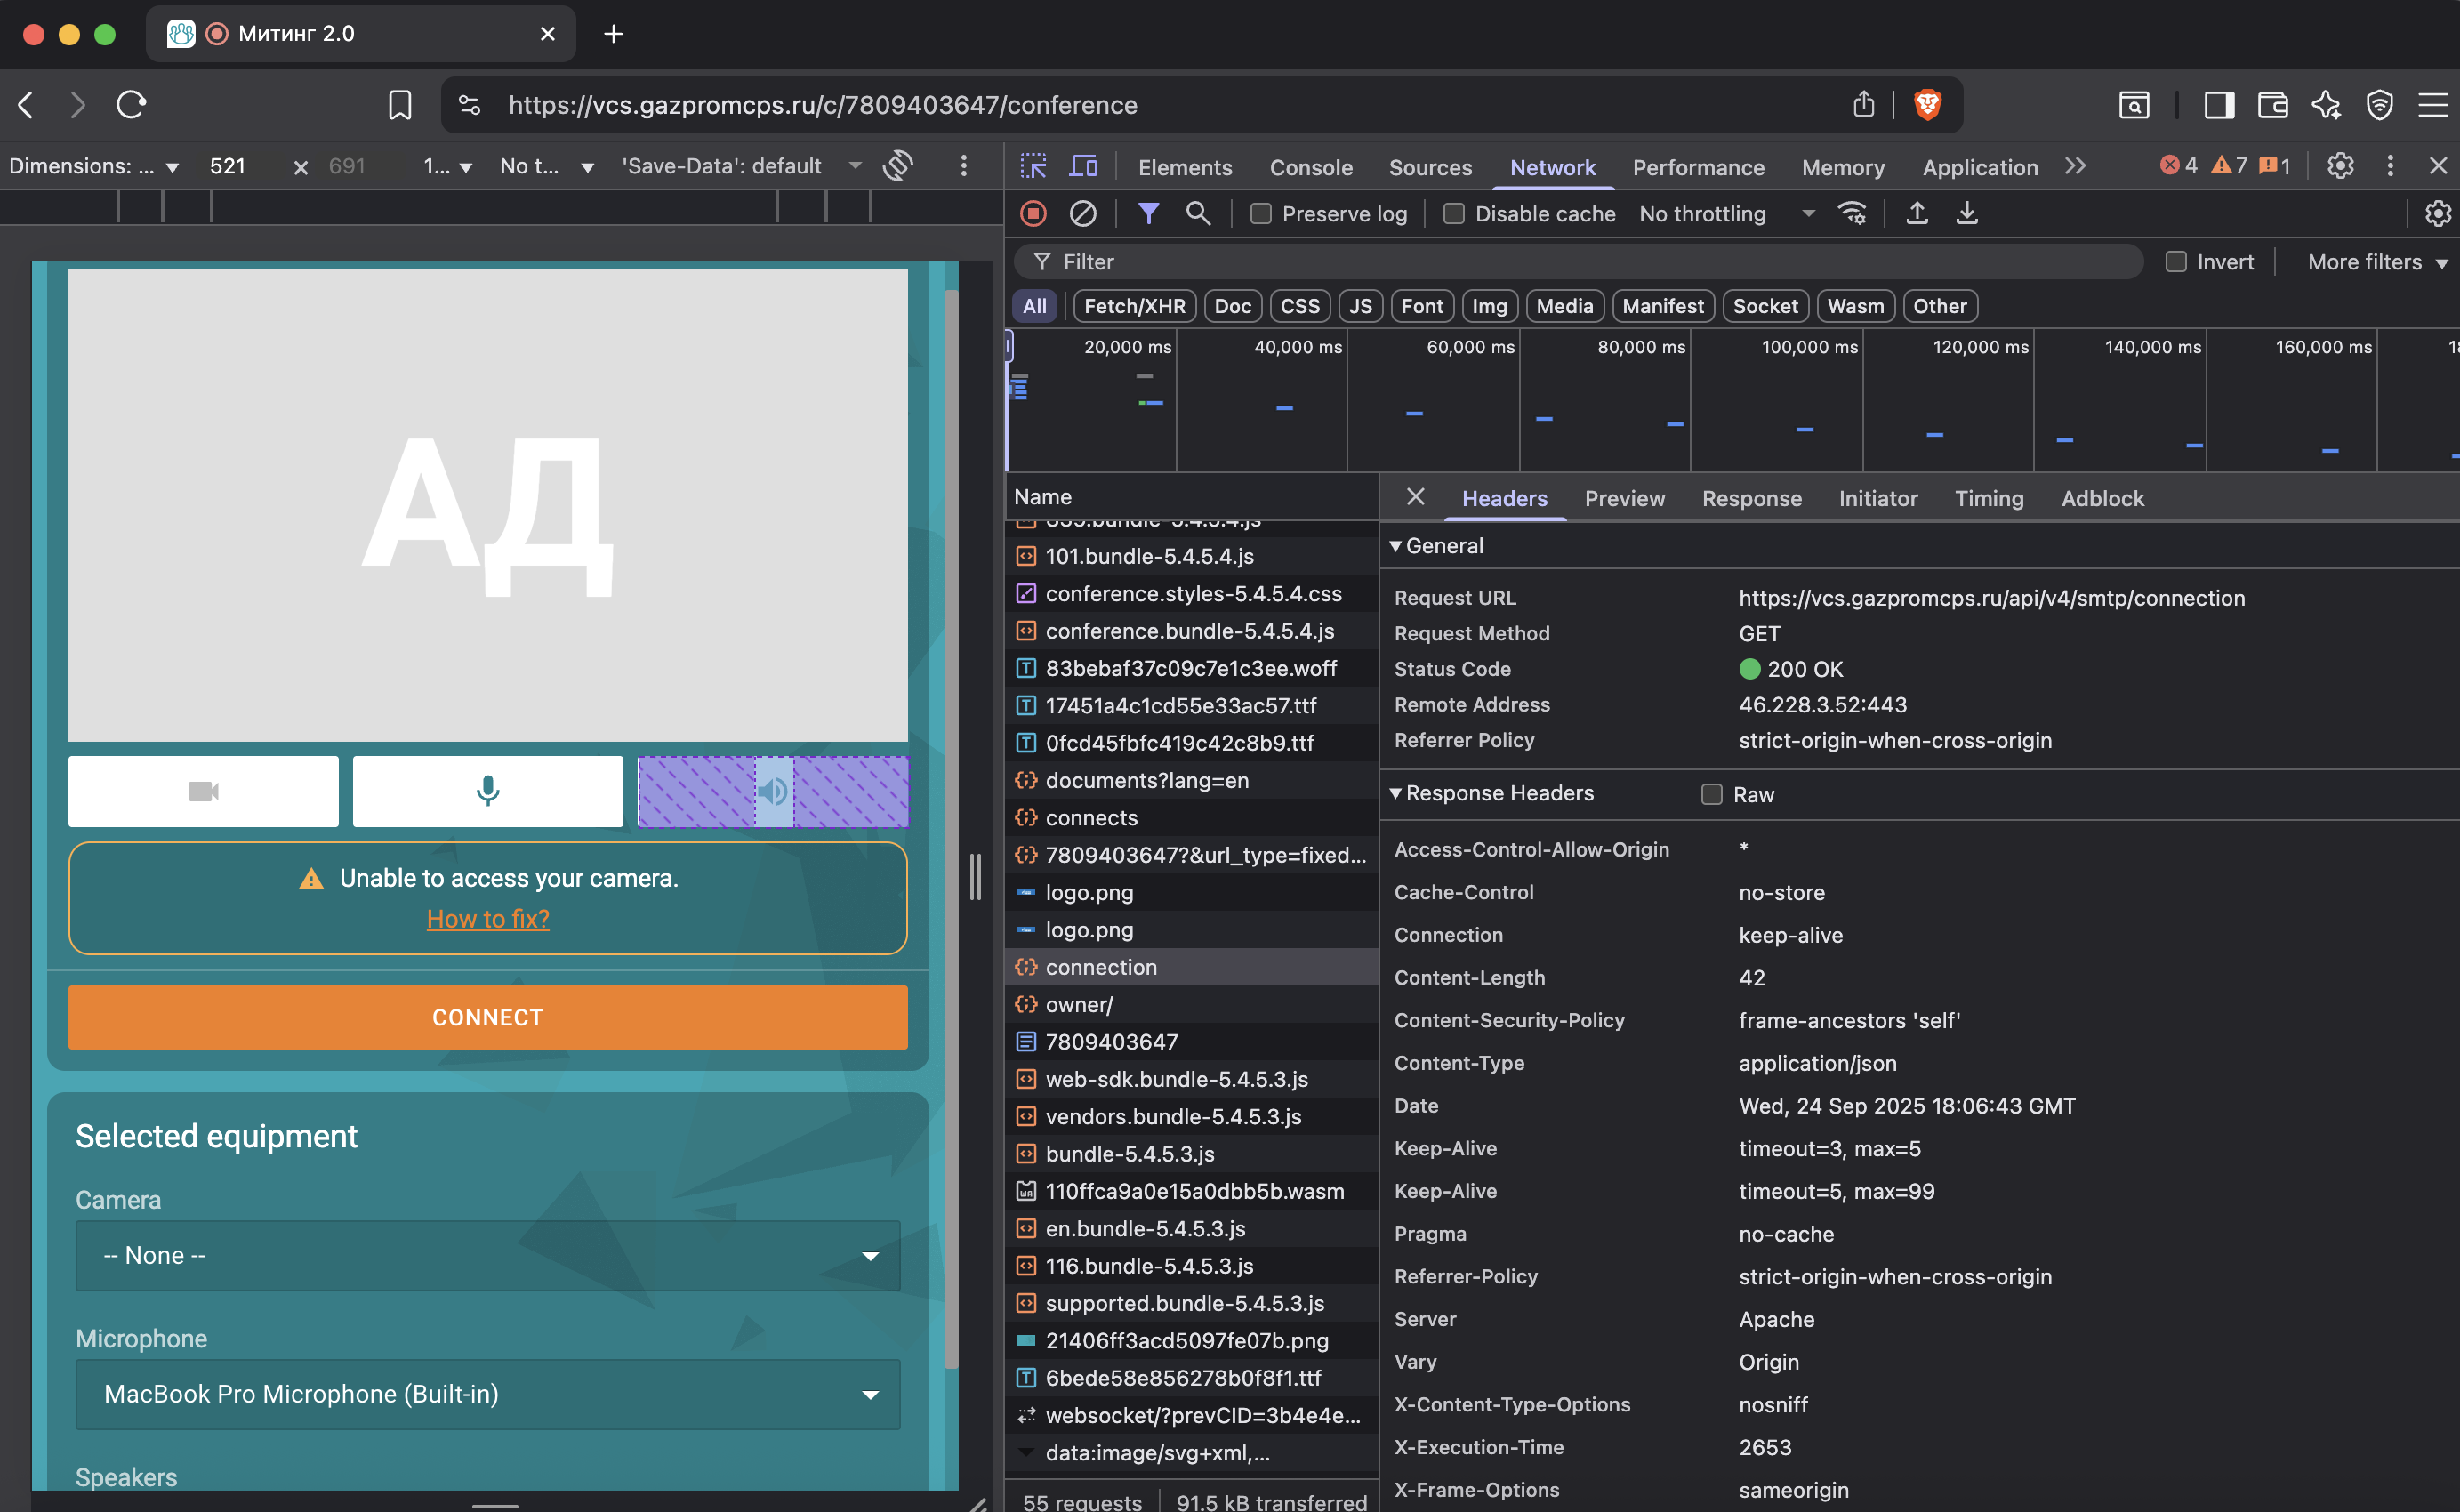 Митинг 2.0
https://vcs.gazpromcps.ru/c/7809403647/conference
Dimensions: ... 521 × 691 1... No t... 'Save-Data': default
Elements Console Sources Network Performance Memory Application 4 7 1
Preserve log Disable cache No throttling
Filter Invert More filters
All Fetch/XHR Doc CSS JS Font Img Media Manifest Socket Wasm Other
20,000 ms 40,000 ms 60,000 ms 80,000 ms 100,000 ms 120,000 ms 140,000 ms 160,000 ms
АД
Unable to access your camera.
How to fix?
CONNECT
Selected equipment
Camera
-- None --
Microphone
MacBook Pro Microphone (Built-in)
Speakers
Name
839.bundle-5.4.5.4.js
101.bundle-5.4.5.4.js
conference.styles-5.4.5.4.css
conference.bundle-5.4.5.4.js
83bebaf37c09c7e1c3ee.woff
17451a4c1cd55e33ac57.ttf
0fcd45fbfc419c42c8b9.ttf
documents?lang=en
connects
7809403647?&url_type=fixed...
logo.png
logo.png
connection
owner/
7809403647
web-sdk.bundle-5.4.5.3.js
vendors.bundle-5.4.5.3.js
bundle-5.4.5.3.js
110ffca9a0e15a0dbb5b.wasm
en.bundle-5.4.5.3.js
116.bundle-5.4.5.3.js
supported.bundle-5.4.5.3.js
21406ff3acd5097fe07b.png
6bede58e856278b0f8f1.ttf
websocket/?prevCID=3b4e4e...
data:image/svg+xml,...
55 requests 91.5 kB transferred
Headers Preview Response Initiator Timing Adblock
General
Request URL https://vcs.gazpromcps.ru/api/v4/smtp/connection
Request Method GET
Status Code 200 OK
Remote Address 46.228.3.52:443
Referrer Policy strict-origin-when-cross-origin
Response Headers Raw
Access-Control-Allow-Origin *
Cache-Control no-store
Connection keep-alive
Content-Length 42
Content-Security-Policy frame-ancestors 'self'
Content-Type application/json
Date Wed, 24 Sep 2025 18:06:43 GMT
Keep-Alive timeout=3, max=5
Keep-Alive timeout=5, max=99
Pragma no-cache
Referrer-Policy strict-origin-when-cross-origin
Server Apache
Vary Origin
X-Content-Type-Options nosniff
X-Execution-Time 2653
X-Frame-Options sameorigin